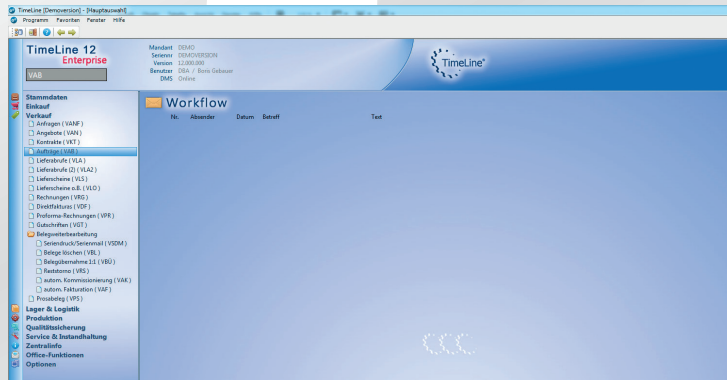 TimeLine [Demoversion] - [Hauptauswahl]
Programm Favoriten Fenster Hilfe
TimeLine 12
Enterprise
VAB
Mandant DEMO
Seriennr DEMOVERSION
Version 12.000.000
Benutzer DBA / Boris Gebauer
DMS Online
TimeLine®
Stammdaten
Einkauf
Verkauf
Anfragen ( VANF )
Angebote ( VAN )
Kontrakte ( VKT )
Aufträge ( VAB )
Lieferabrufe ( VLA )
Lieferabrufe (2) ( VLA2 )
Lieferscheine ( VLS )
Lieferscheine o.B. ( VLO )
Rechnungen ( VRG )
Direktfakturas ( VDF )
Proforma-Rechnungen ( VPR )
Gutschriften ( VGT )
Belegweiterbearbeitung
Seriendruck/Serienmail ( VSDM )
Belege löschen ( VBL )
Belegübernahme 1:1 ( VBÜ )
Reststorno ( VRS )
autom. Kommissionierung ( VAK )
autom. Fakturation ( VAF )
Prosabeleg ( VPS )
Lager & Logistik
Produktion
Qualitätssicherung
Service & Instandhaltung
Zentralinfo
Office-Funktionen
Optionen
Workflow
Nr. Absender Datum Betreff Text